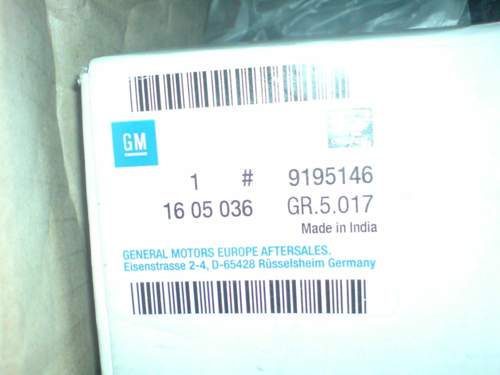 GM
1 # 9195146
16 05 036 GR.5.017
Made in India
GENERAL MOTORS EUROPE AFTERSALES.
Eisenstrasse 2-4, D-65428 Rüsselsheim Germany